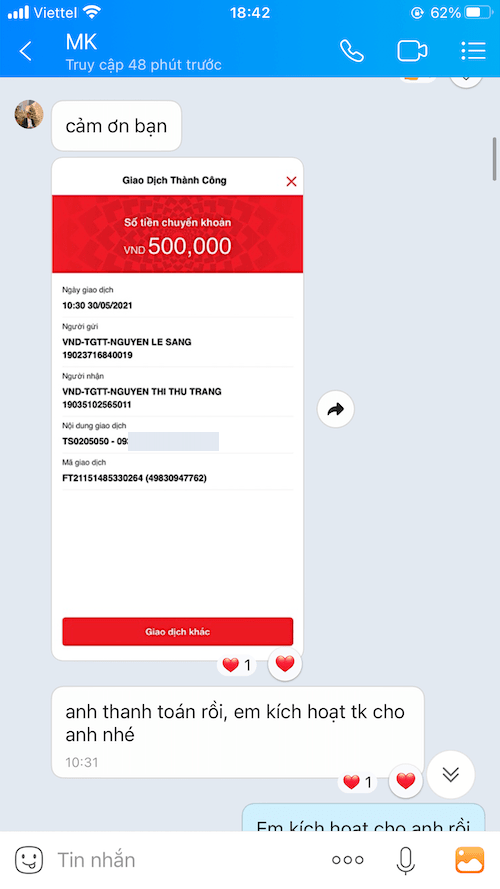 Viettel
18:42
62%
MK
Truy cập 48 phút trước
cảm ơn bạn
Giao Dịch Thành Công
Số tiền chuyển khoản
VND 500,000
Ngày giao dịch
10:30 30/05/2021
Người gửi
VND-TGTT-NGUYEN LE SANG
19023716840019
Người nhận
VND-TGTT-NGUYEN THI THU TRANG
19035102565011
Nội dung giao dịch
TS0205050 - 09
Mã giao dịch
FT21151485330264 (49830947762)
Giao dịch khác
1
anh thanh toán rồi, em kích hoạt tk cho
anh nhé
10:31
1
Em kích hoạt cho anh rồi
Tin nhắn